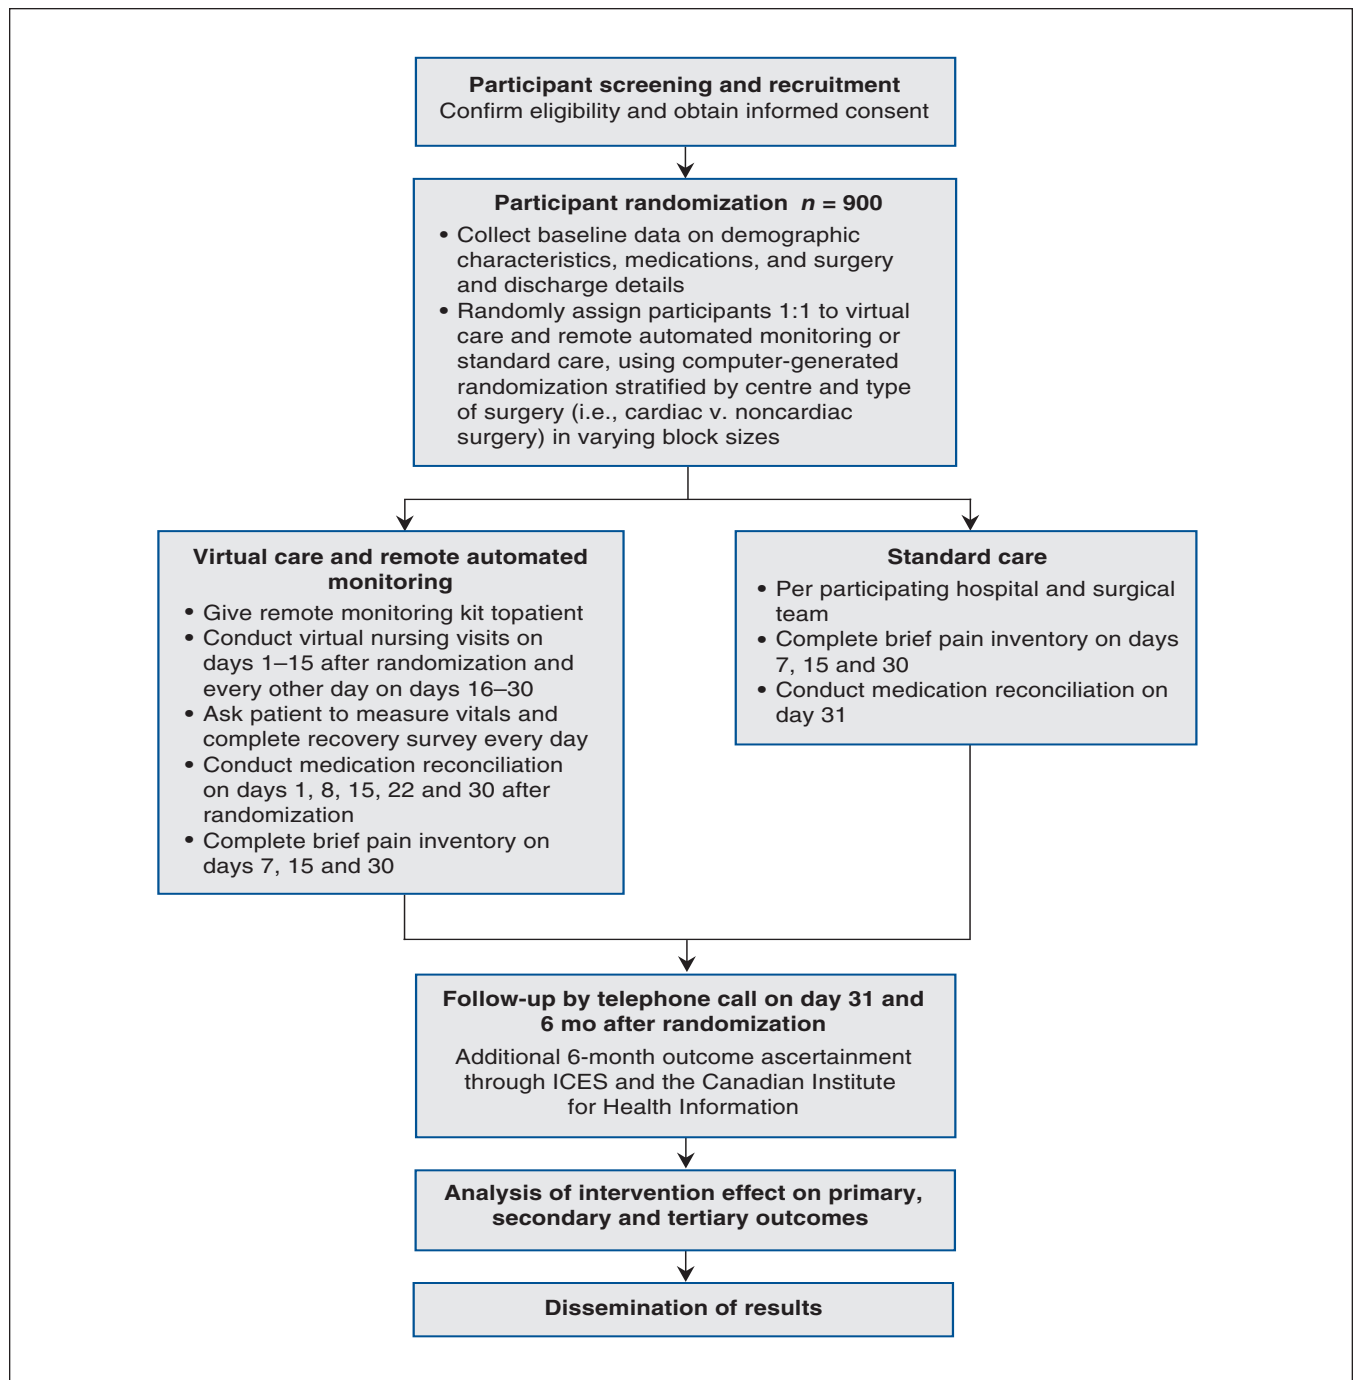 Participant screening and recruitment
Confirm eligibility and obtain informed consent
Participant randomization n = 900
• Collect baseline data on demographic
characteristics, medications, and surgery
and discharge details
• Randomly assign participants 1:1 to virtual
care and remote automated monitoring or
standard care, using computer-generated
randomization stratified by centre and type
of surgery (i.e., cardiac v. noncardiac
surgery) in varying block sizes
Virtual care and remote automated
monitoring
• Give remote monitoring kit topatient
• Conduct virtual nursing visits on
days 1–15 after randomization and
every other day on days 16–30
• Ask patient to measure vitals and
complete recovery survey every day
• Conduct medication reconciliation
on days 1, 8, 15, 22 and 30 after
randomization
• Complete brief pain inventory on
days 7, 15 and 30
Standard care
• Per participating hospital and surgical
team
• Complete brief pain inventory on days
7, 15 and 30
• Conduct medication reconciliation on
day 31
Follow-up by telephone call on day 31 and
6 mo after randomization
Additional 6-month outcome ascertainment
through ICES and the Canadian Institute
for Health Information
Analysis of intervention effect on primary,
secondary and tertiary outcomes
Dissemination of results